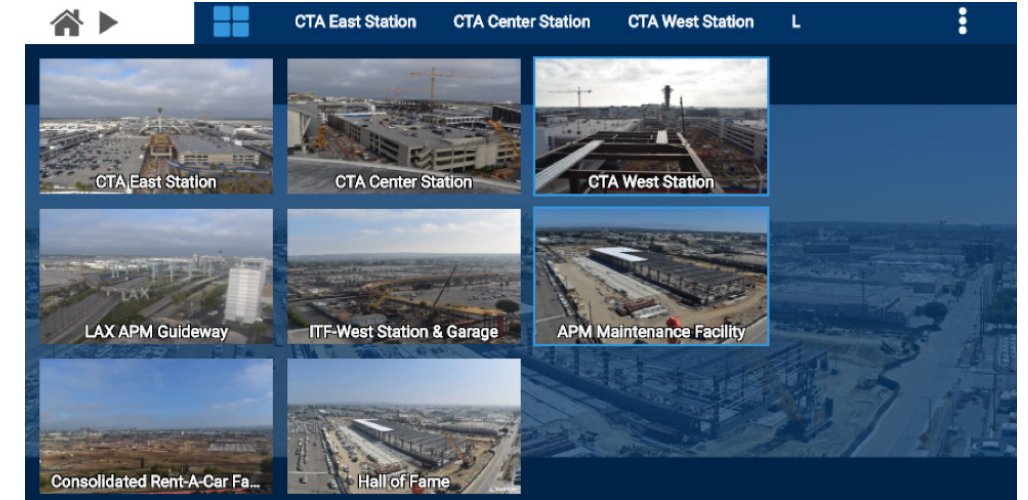 CTA East Station
CTA Center Station
CTA West Station
L
CTA East Station
CTA Center Station
CTA West Station
LAX
LAX APM Guideway
ITF-West Station & Garage
APM Maintenance Facility
Consolidated Rent-A-Car Fa...
Hall of Fame